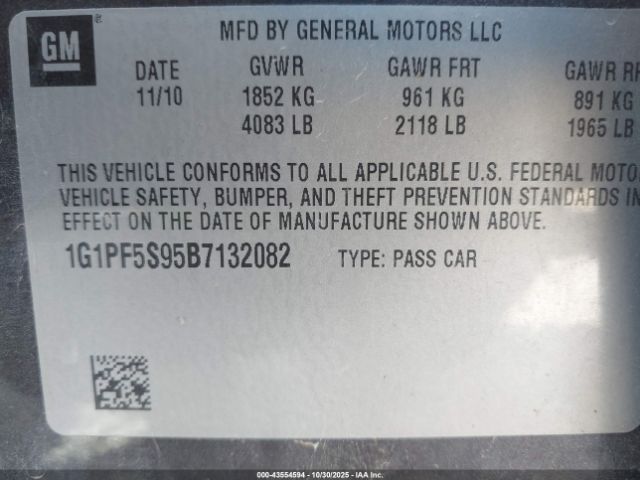 GM
MFD BY GENERAL MOTORS LLC
DATE GVWR GAWR FRT GAWR RR
11/10 1852 KG 961 KG 891 KG
4083 LB 2118 LB 1965 LB
THIS VEHICLE CONFORMS TO ALL APPLICABLE U.S. FEDERAL MOTO
VEHICLE SAFETY, BUMPER, AND THEFT PREVENTION STANDARDS IN
EFFECT ON THE DATE OF MANUFACTURE SHOWN ABOVE.
1G1PF5S95B7132082 TYPE: PASS CAR
000-43554594 - 10/30/2025 - IAA Inc.